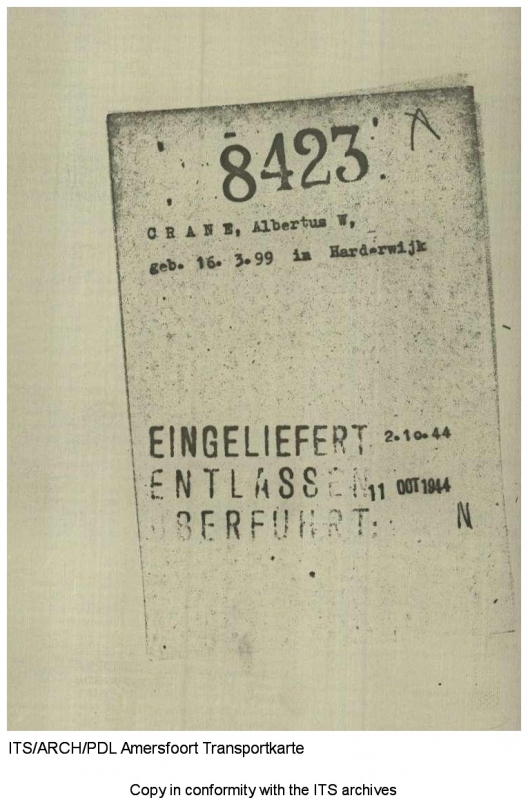 8423.
A
C R A N E, Albertus W,
geb. 16. 3.99 in Harderwijk
EINGELIEFERT 2.10.44
ENTLASSEN 11 OCT 1944
ÜBERFÜHRT: N
ITS/ARCH/PDL Amersfoort Transportkarte
Copy in conformity with the ITS archives